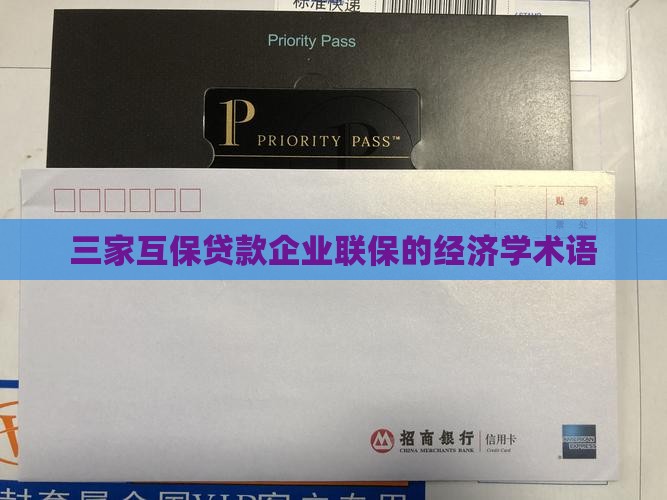 标准快递
Priority Pass
PRIORITY PASS™
贴 邮
票 处
三家互保贷款企业联保的经济学术语
招商银行 信用卡
CHINA MERCHANTS BANK Credit Card
AMERICAN
EXPRESS